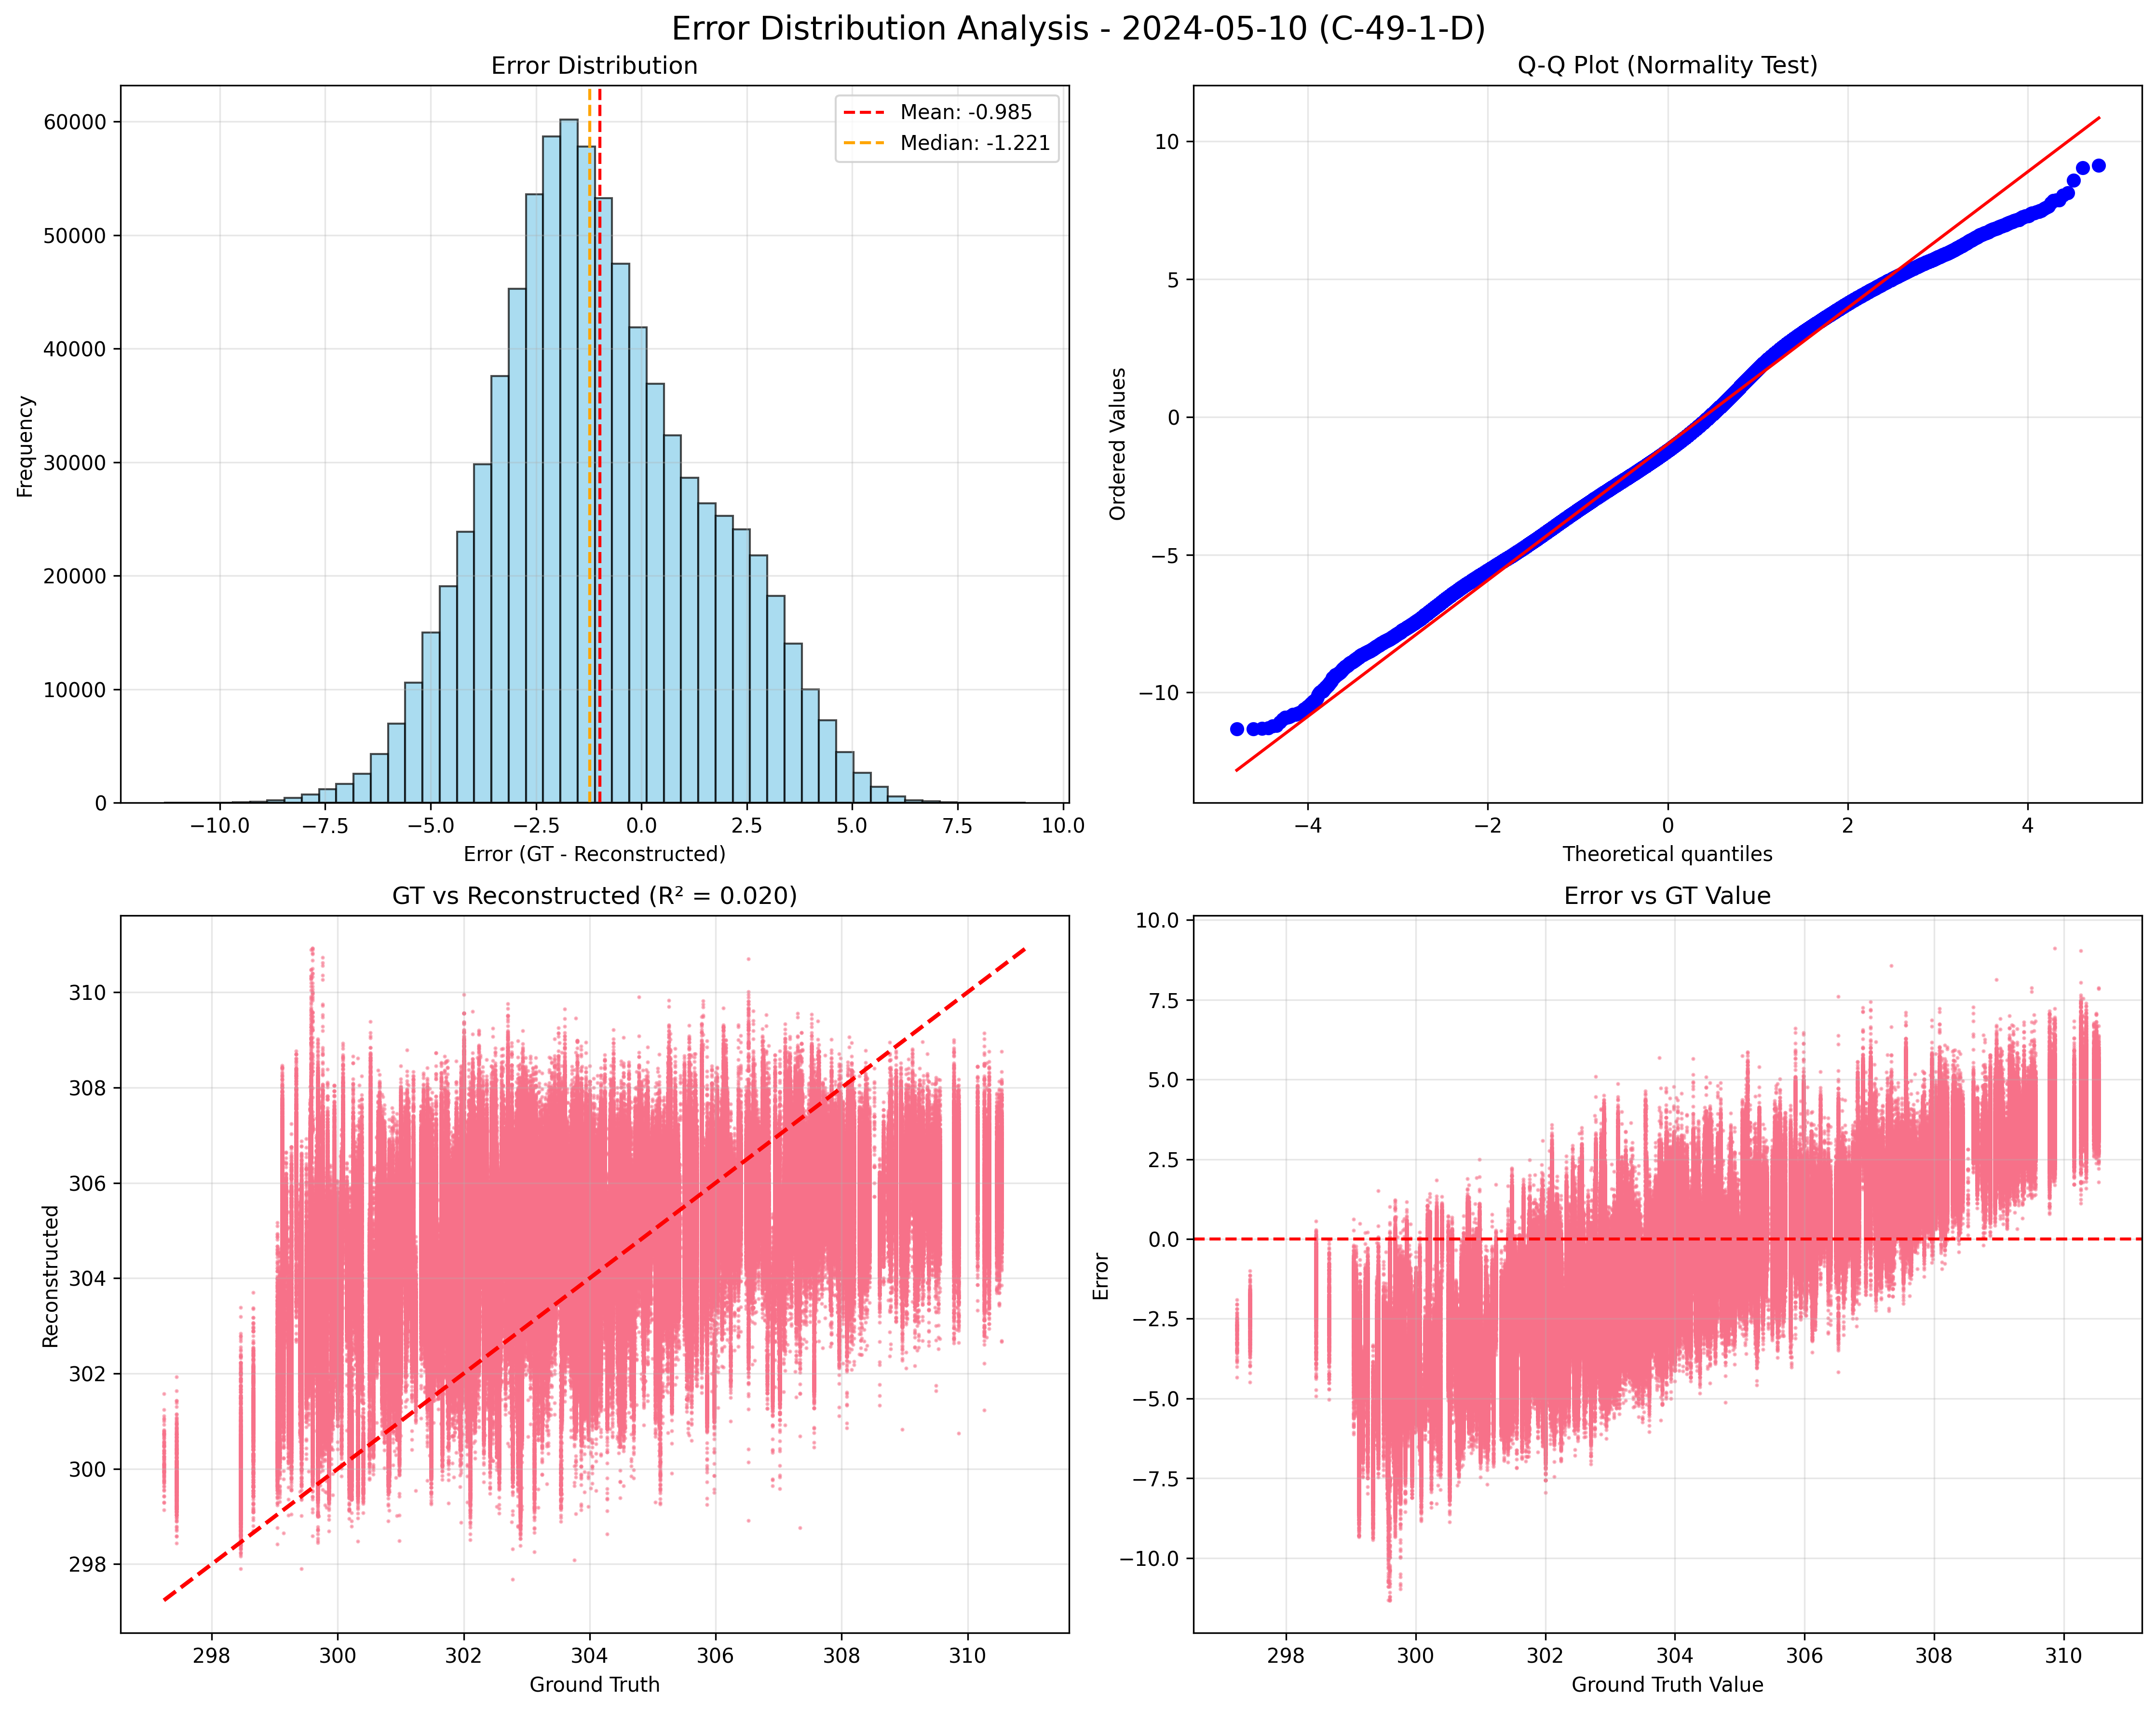 Error Distribution Analysis - 2024-05-10 (C-49-1-D)
Error Distribution
Mean: -0.985
Median: -1.221
Frequency
60000
50000
40000
30000
20000
10000
0
−10.0 −7.5 −5.0 −2.5 0.0 2.5 5.0 7.5 10.0
Error (GT - Reconstructed)
Q-Q Plot (Normality Test)
Ordered Values
10
5
0
−5
−10
−4 −2 0 2 4
Theoretical quantiles
GT vs Reconstructed (R² = 0.020)
Reconstructed
310
308
306
304
302
300
298
298 300 302 304 306 308 310
Ground Truth
Error vs GT Value
Error
10.0
7.5
5.0
2.5
0.0
−2.5
−5.0
−7.5
−10.0
298 300 302 304 306 308 310
Ground Truth Value